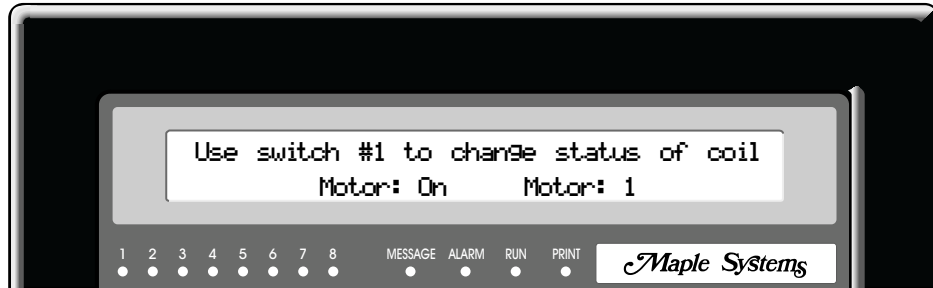 Use switch #1 to change status of coil
Motor: On Motor: 1
1 2 3 4 5 6 7 8 MESSAGE ALARM RUN PRINT Maple Systems